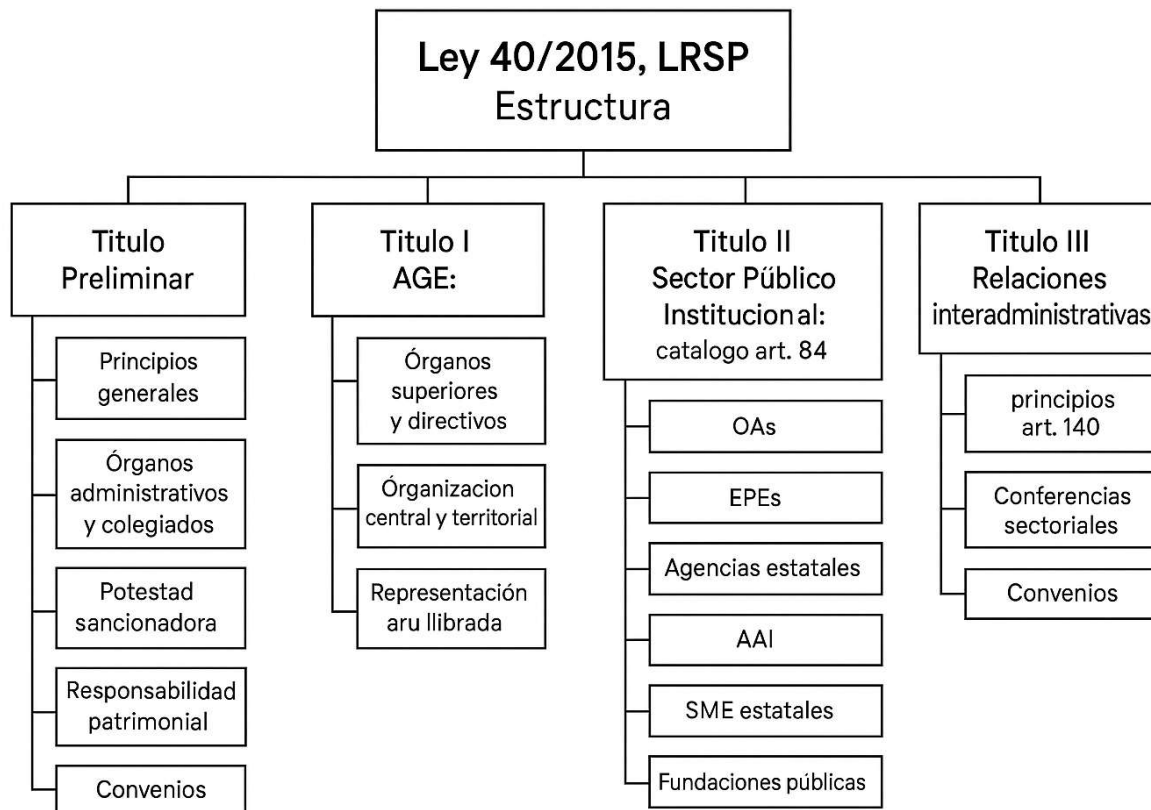 Ley 40/2015, LRSP
Estructura
Titulo
Preliminar
Principios
generales
Órganos
administrativos
y colegiados
Potestad
sancionadora
Responsabilidad
patrimonial
Convenios
Titulo I
AGE:
Órganos
superiores
y directivos
Órganizacion
central y territorial
Representación
aru llibrada
Titulo II
Sector Público
Institucional:
catalogo art. 84
OAs
EPEs
Agencias estatales
AAI
SME estatales
Fundaciones públicas
Titulo III
Relaciones
interadministrativas
principios
art. 140
Conferencias
sectoriales
Convenios